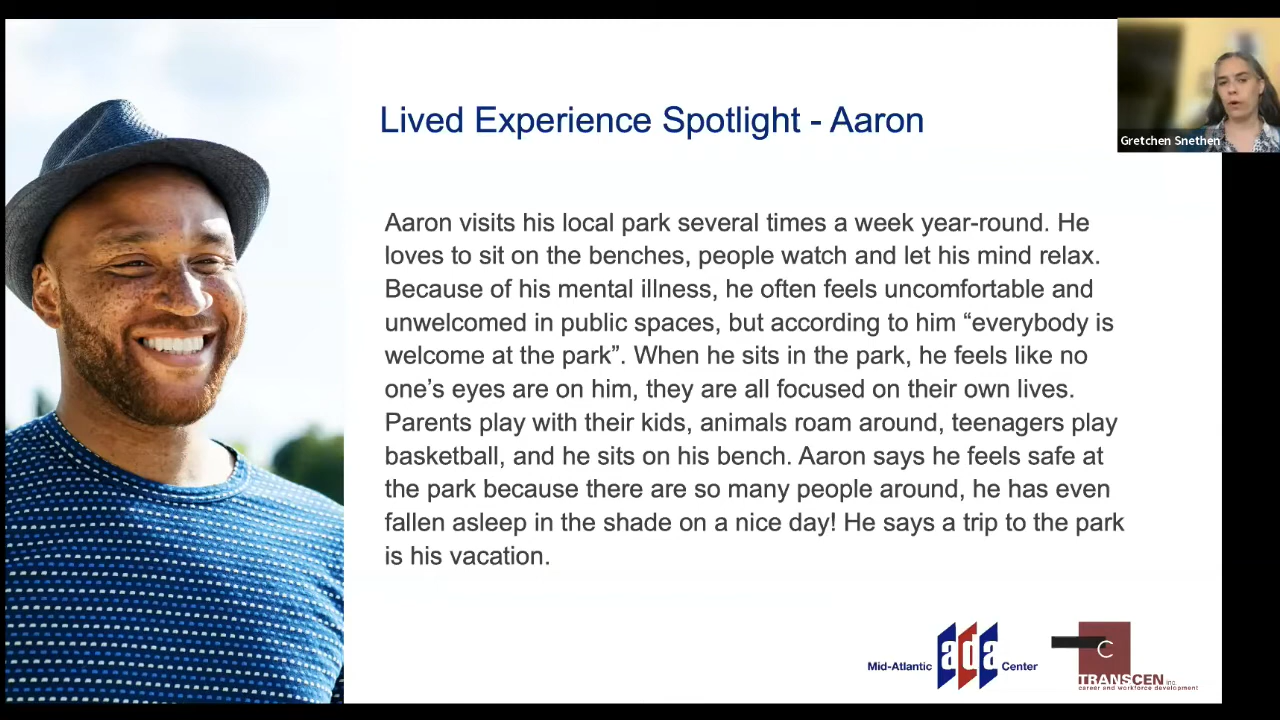 Lived Experience Spotlight - Aaron
Gretchen Snethen
Aaron visits his local park several times a week year-round. He
loves to sit on the benches, people watch and let his mind relax.
Because of his mental illness, he often feels uncomfortable and
unwelcomed in public spaces, but according to him “everybody is
welcome at the park”. When he sits in the park, he feels like no
one’s eyes are on him, they are all focused on their own lives.
Parents play with their kids, animals roam around, teenagers play
basketball, and he sits on his bench. Aaron says he feels safe at
the park because there are so many people around, he has even
fallen asleep in the shade on a nice day! He says a trip to the park
is his vacation.
Mid-Atlantic ada Center
C
TRANSCEN inc.
career and workforce development